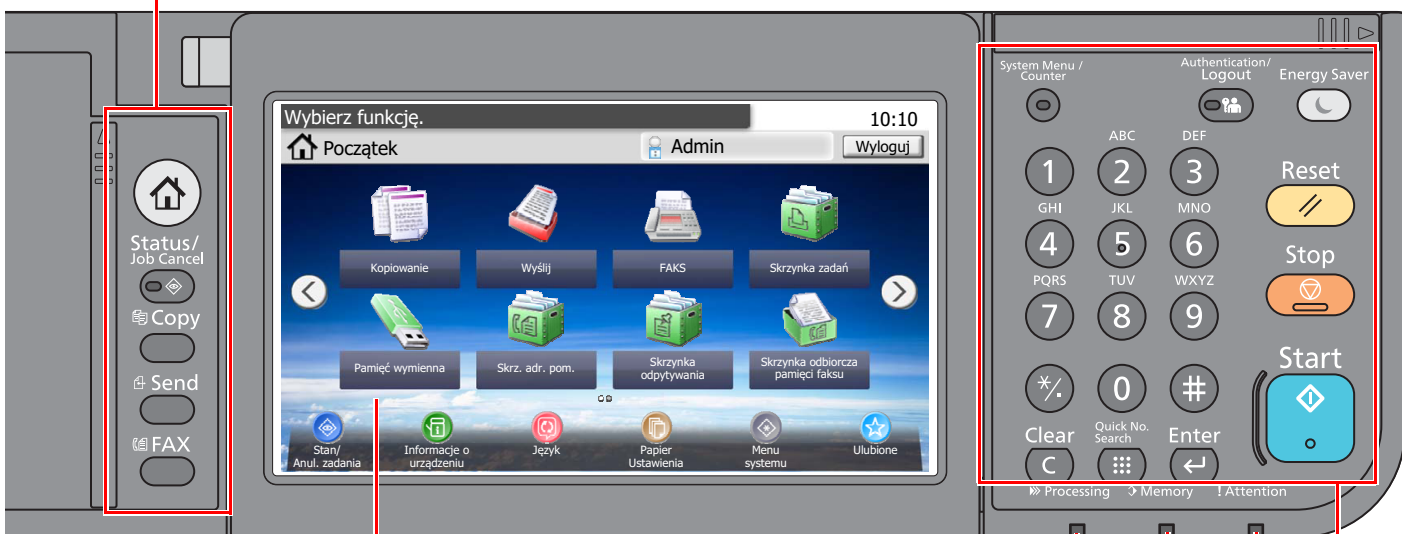 Status/
Job Cancel
Copy
Send
FAX
Wybierz funkcję.
10:10
Początek
Admin
Wyloguj
Kopiowanie
Wyślij
FAKS
Skrzynka zadań
Pamięć wymienna
Skrz. adr. pom.
Skrzynka
odpytywania
Skrzynka odbiorcza
pamięci faksu
Stan/
Anul. zadania
Informacje o
urządzeniu
Język
Papier
Ustawienia
Menu
systemu
Ulubione
System Menu /
Counter
Authentication/
Logout
Energy Saver
ABC
DEF
1
2
3
Reset
GHI
JKL
MNO
4
5
6
Stop
PQRS
TUV
WXYZ
7
8
9
Start
*/.
0
#
Clear
Quick No.
Search
Enter
C
Processing
Memory
! Attention